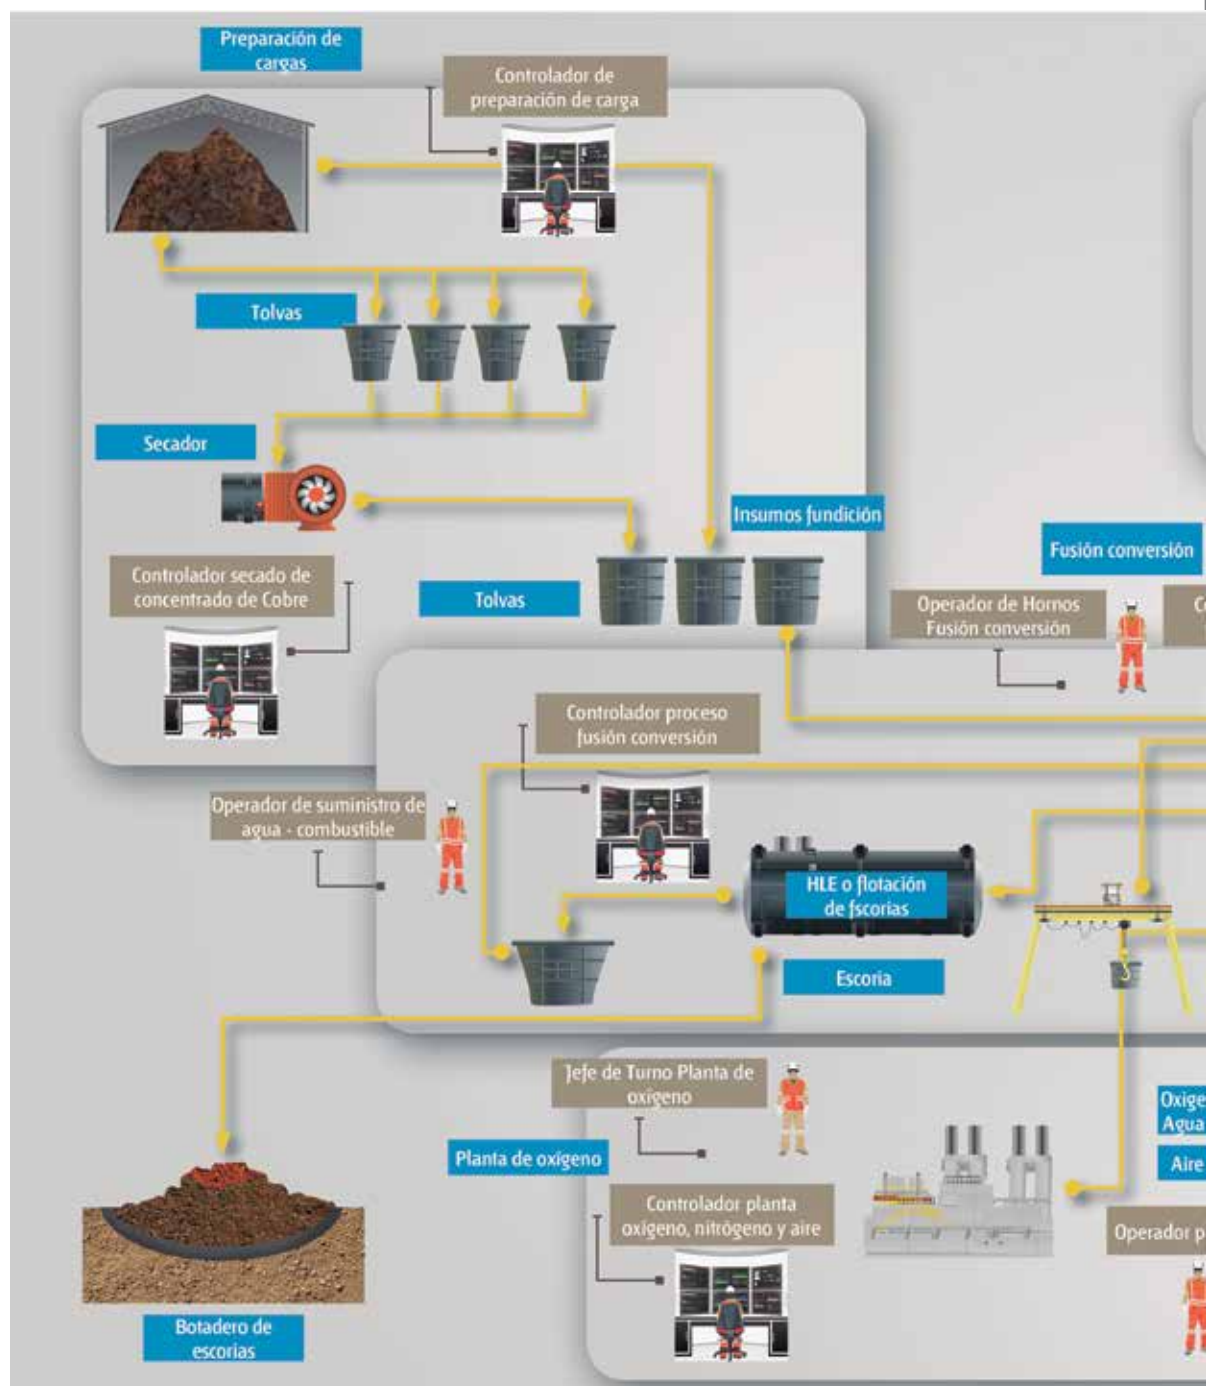 Preparación de
cargas
Controlador de
preparación de carga
Tolvas
Secador
Insumos fundición
Fusión conversión
Controlador secado de
concentrado de Cobre
Tolvas
Operador de Hornos
Fusión conversión
Controlador proceso
fusión conversión
Operador de suministro de
agua - combustible
HLE o flotación
de fscorias
Escoria
Jefe de Turno Planta de
oxígeno
Oxige
Agua
Planta de oxígeno
Aire
Controlador planta
oxígeno, nitrógeno y aire
Operador p
Botadero de
escorias